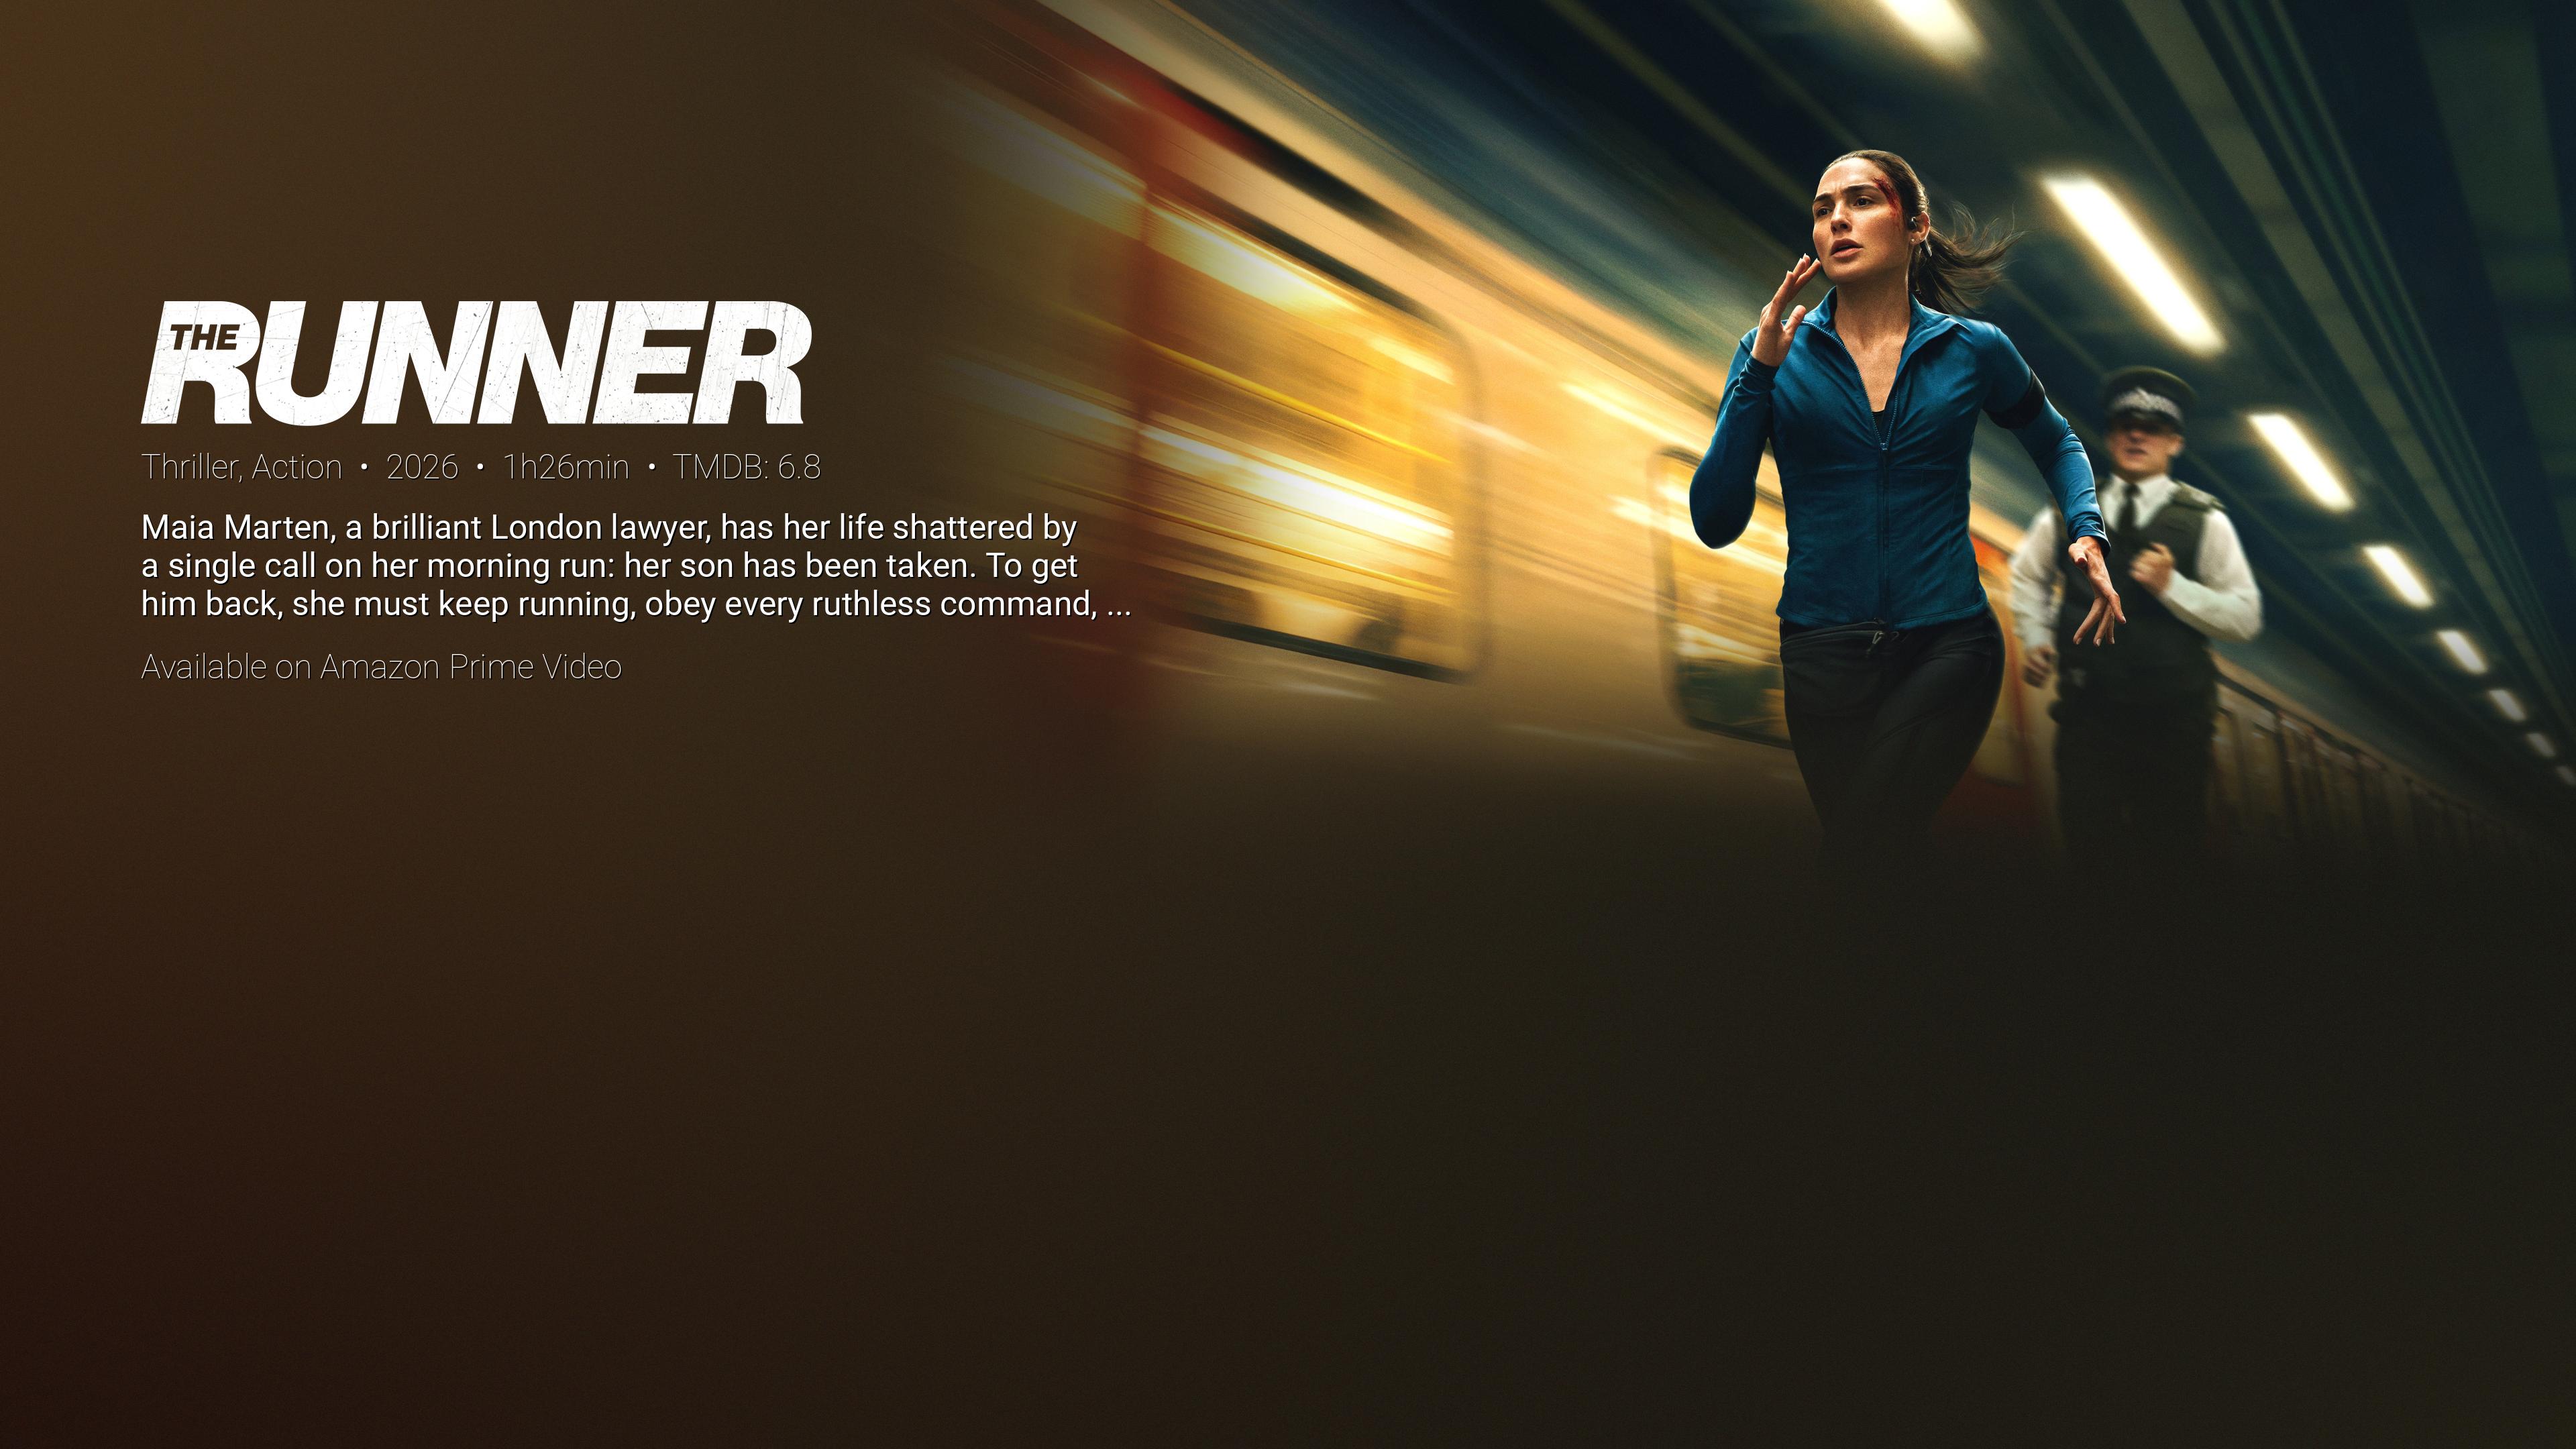 THE RUNNER
Thriller, Action • 2026 • 1h26min • TMDB: 6.8
Maia Marten, a brilliant London lawyer, has her life shattered by
a single call on her morning run: her son has been taken. To get
him back, she must keep running, obey every ruthless command, ...
Available on Amazon Prime Video